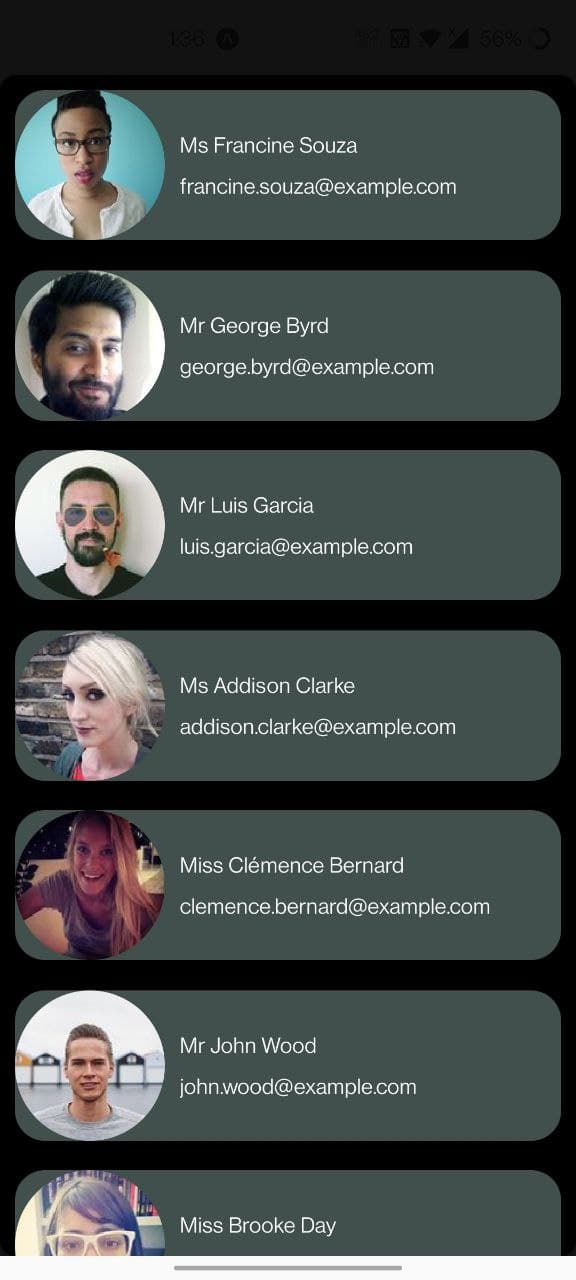 1:36 56%
Ms Francine Souza
francine.souza@example.com
Mr George Byrd
george.byrd@example.com
Mr Luis Garcia
luis.garcia@example.com
Ms Addison Clarke
addison.clarke@example.com
Miss Clémence Bernard
clemence.bernard@example.com
Mr John Wood
john.wood@example.com
Miss Brooke Day